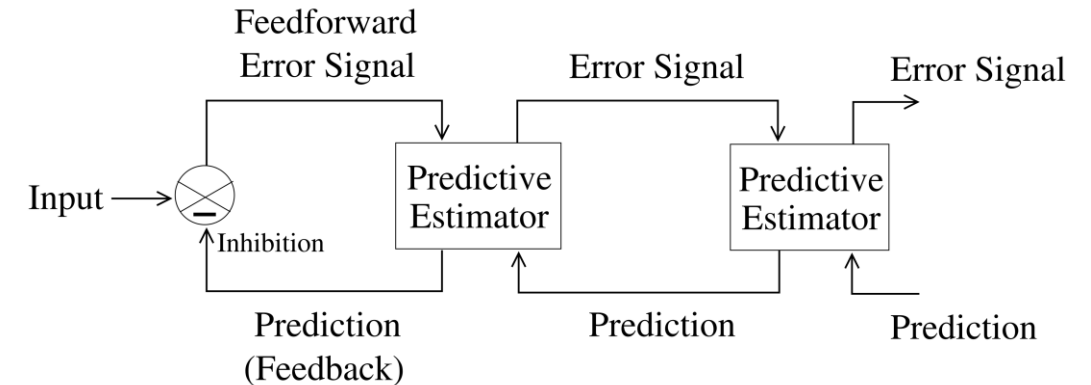 Feedforward
Error Signal
Error Signal
Error Signal
Input
Inhibition
Predictive
Estimator
Predictive
Estimator
Prediction
(Feedback)
Prediction
Prediction